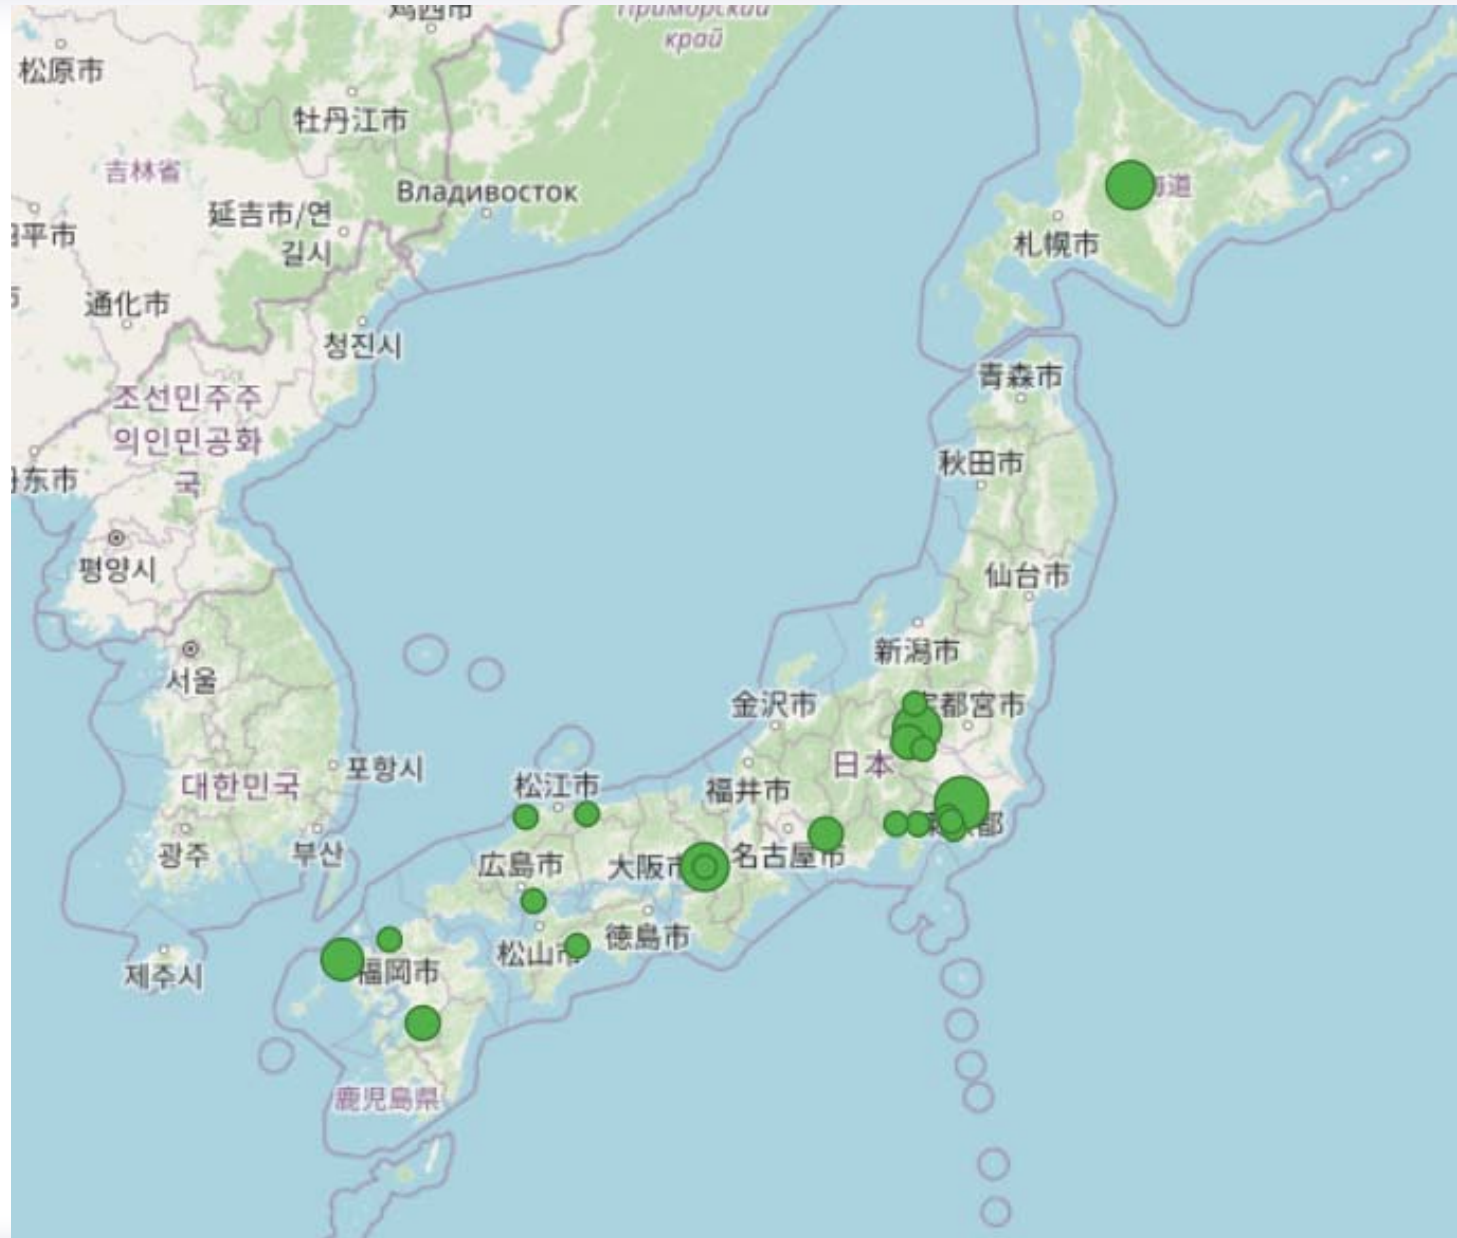 鸡西市
Приморский
край
松原市
牡丹江市
吉林省
Владивосток
延吉市/연
길시
海道
札幌市
通化市
청진시
青森市
조선민주주
의인민공화
국
秋田市
평양시
仙台市
서울
新潟市
金沢市
宇都宮市
日本
포항시
대한민국
松江市
福井市
광주
부산
広島市
大阪市
名古屋市
제주시
松山市
徳島市
福岡市
鹿児島県